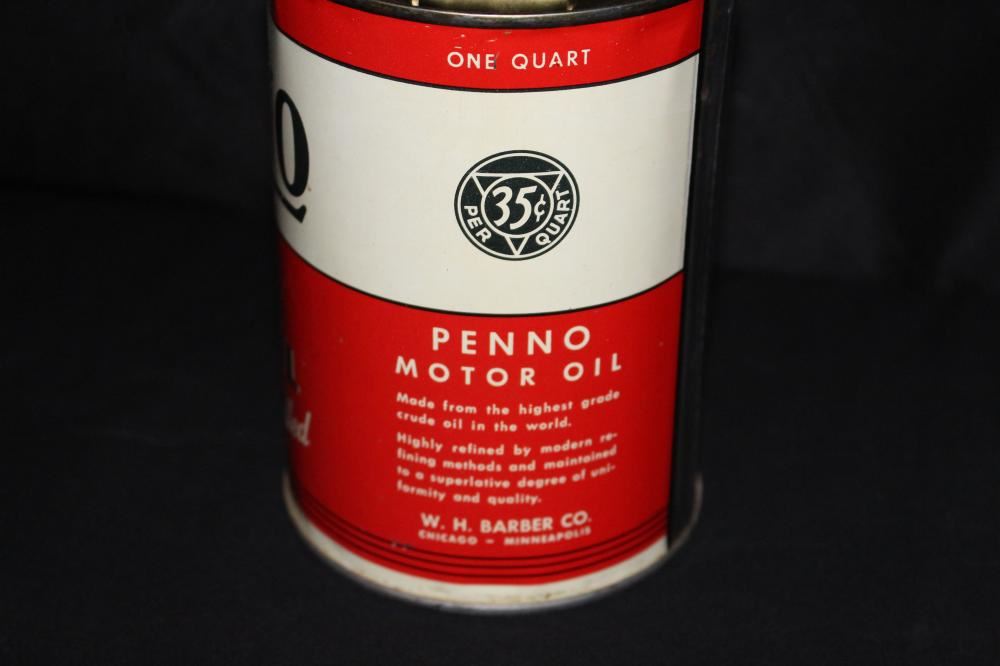 ONE QUART
O
35¢
PER QUART
PENNO
MOTOR OIL
Made from the highest grade
crude oil in the world.
Highly refined by modern re-
fining methods and maintained
to a superlative degree of uni-
formity and quality.
W. H. BARBER CO.
CHICAGO - MINNEAPOLIS